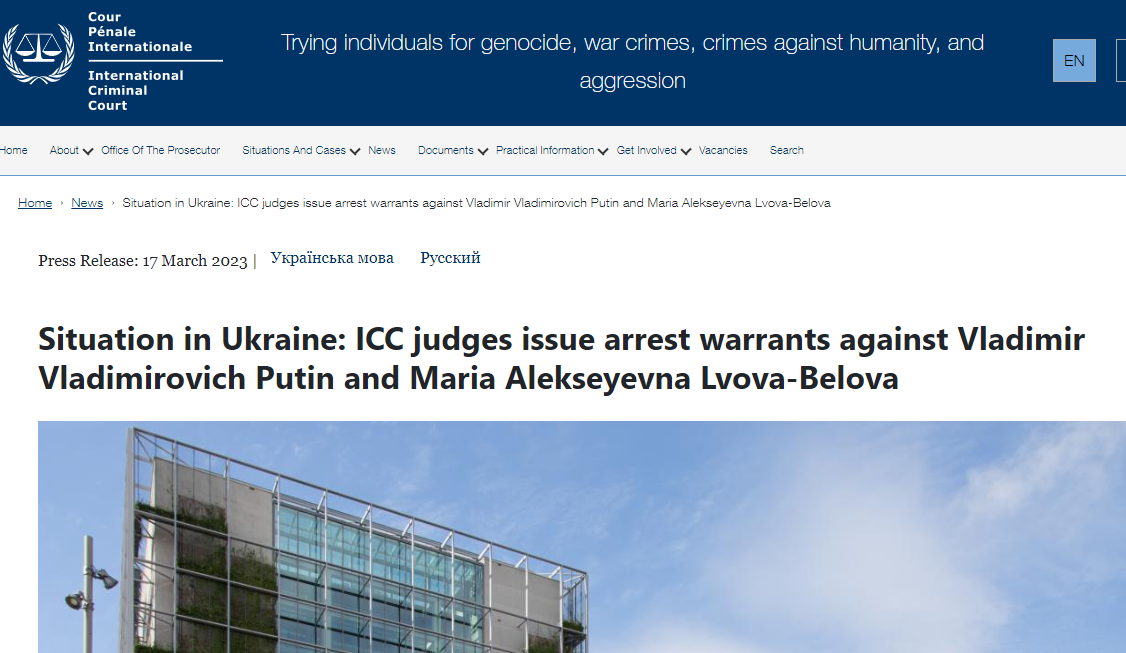 Cour
Pénale
Internationale
International
Criminal
Court
Trying individuals for genocide, war crimes, crimes against humanity, and
aggression
EN
Home About Office Of The Prosecutor Situations And Cases News Documents Practical Information Get Involved Vacancies Search
Home › News › Situation in Ukraine: ICC judges issue arrest warrants against Vladimir Vladimirovich Putin and Maria Alekseyevna Lvova-Belova
Press Release: 17 March 2023 | Українська мова Русский
Situation in Ukraine: ICC judges issue arrest warrants against Vladimir
Vladimirovich Putin and Maria Alekseyevna Lvova-Belova